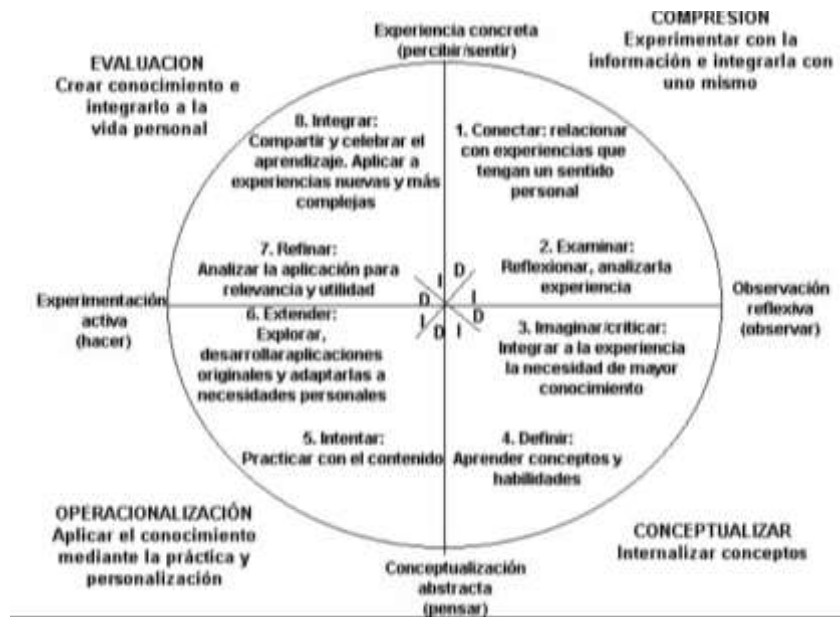 Experiencia concreta
(percibir/sentir)
COMPRESIÓN
Experimentar con la
información e integrarla con
uno mismo
EVALUACION
Crear conocimiento e
integrarlo a la
vida personal
8. Integrar:
Compartir y celebrar el
aprendizaje. Aplicar a
experiencias nuevas y más
complejas
1. Conectar: relacionar
con experiencias que
tengan un sentido
personal
7. Refinar:
Analizar la aplicación para
relevancia y utilidad
2. Examinar:
Reflexionar, analizarla
experiencia
I D
D I
I D
D I
Experimentación
activa
(hacer)
Observación
reflexiva
(observar)
6. Extender:
Explorar,
desarrollaraplicaciones
originales y adaptarlas a
necesidades personales
3. Imaginar/criticar:
Integrar a la experiencia
la necesidad de mayor
conocimiento
5. Intentar:
Practicar con el contenido
4. Definir:
Aprender conceptos y
habilidades
OPERACIONALIZACIÓN
Aplicar el conocimiento
mediante la práctica y
personalización
CONCEPTUALIZAR
Internalizar conceptos
Conceptualización
abstracta
(pensar)